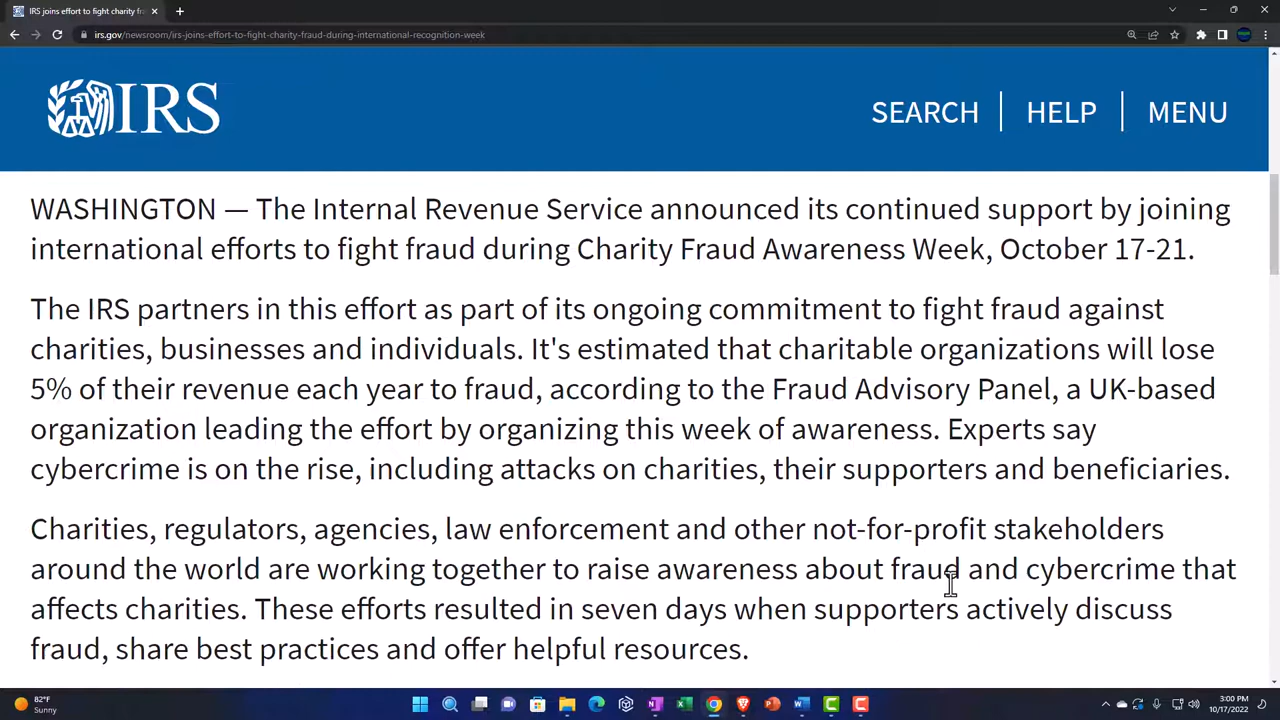 IRS joins effort to fight charity fra
irs.gov/newsroom/irs-joins-effort-to-fight-charity-fraud-during-international-recognition-week
IRS
SEARCH
HELP
MENU
WASHINGTON — The Internal Revenue Service announced its continued support by joining
international efforts to fight fraud during Charity Fraud Awareness Week, October 17-21.
The IRS partners in this effort as part of its ongoing commitment to fight fraud against
charities, businesses and individuals. It's estimated that charitable organizations will lose
5% of their revenue each year to fraud, according to the Fraud Advisory Panel, a UK-based
organization leading the effort by organizing this week of awareness. Experts say
cybercrime is on the rise, including attacks on charities, their supporters and beneficiaries.
Charities, regulators, agencies, law enforcement and other not-for-profit stakeholders
around the world are working together to raise awareness about fraud and cybercrime that
affects charities. These efforts resulted in seven days when supporters actively discuss
fraud, share best practices and offer helpful resources.
82°F
Sunny
3:00 PM
10/17/2022